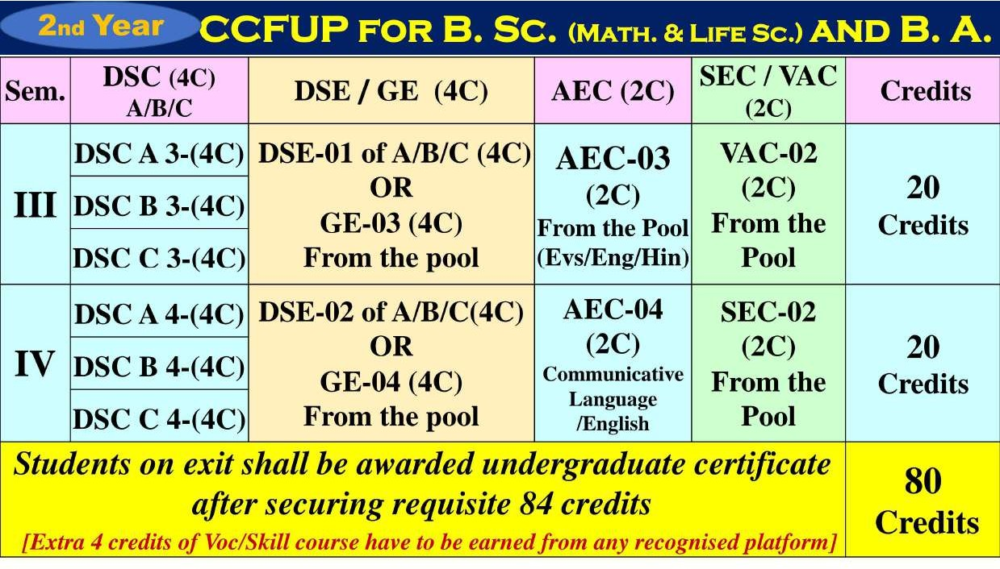 2nd Year
CCFUP FOR B. SC. (MATH. & LIFE SC.) AND B. A.
Sem.
DSC (4C)
A/B/C
DSE / GE (4C)
AEC (2C)
SEC / VAC
(2C)
Credits
III
DSC A 3-(4C)
DSC B 3-(4C)
DSC C 3-(4C)
DSE-01 of A/B/C (4C)
OR
GE-03 (4C)
From the pool
AEC-03
(2C)
From the Pool
(Evs/Eng/Hin)
VAC-02
(2C)
From the
Pool
20
Credits
IV
DSC A 4-(4C)
DSC B 4-(4C)
DSC C 4-(4C)
DSE-02 of A/B/C(4C)
OR
GE-04 (4C)
From the pool
AEC-04
(2C)
Communicative
Language
/English
SEC-02
(2C)
From the
Pool
20
Credits
Students on exit shall be awarded undergraduate certificate
after securing requisite 84 credits
[Extra 4 credits of Voc/Skill course have to be earned from any recognised platform]
80
Credits